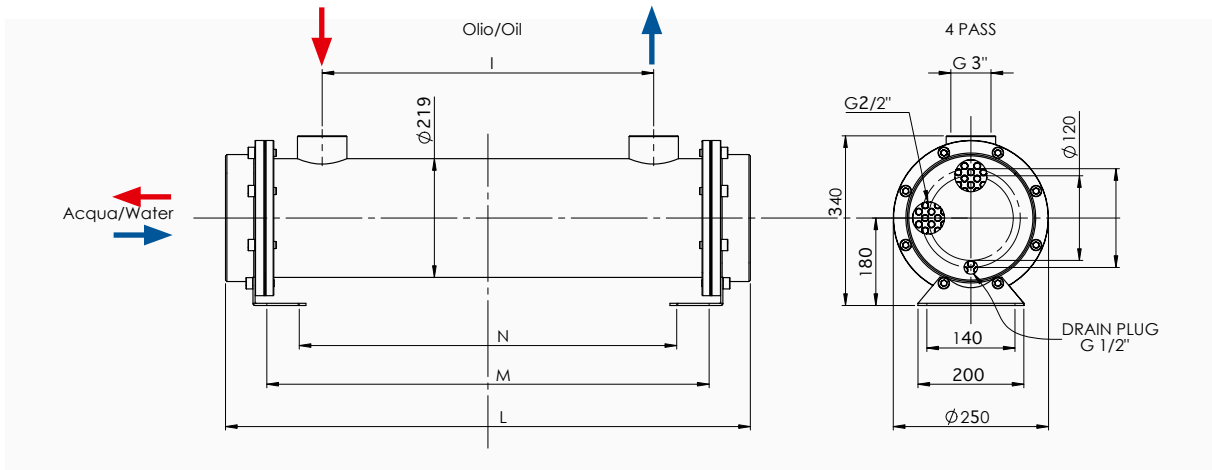 Olio/Oil
4 PASS
I
G 3"
G2/2"
Ø219
Ø120
340
Acqua/Water
180
N
DRAIN PLUG
G 1/2"
140
M
200
L
Ø250